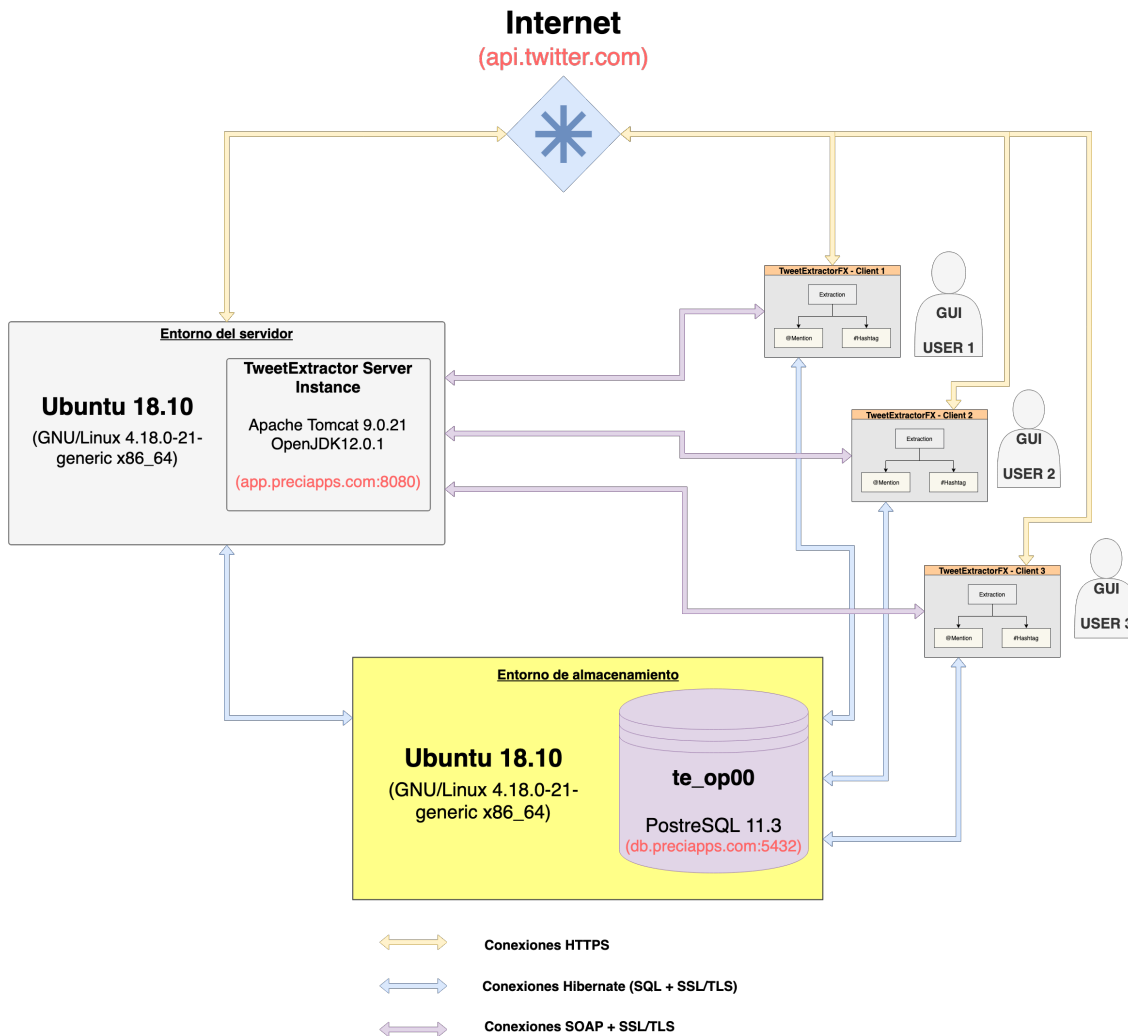 Internet
(api.twitter.com)
TweetExtractorFX - Client 1
Extraction
@Mention
#Hashtag
GUI
USER 1
Entorno del servidor
TweetExtractor Server
Instance
Ubuntu 18.10
(GNU/Linux 4.18.0-21-
generic x86_64)
Apache Tomcat 9.0.21
OpenJDK12.0.1
(app.preciapps.com:8080)
TweetExtractorFX - Client 2
Extraction
@Mention
#Hashtag
GUI
USER 2
TweetExtractorFX - Client 3
Extraction
@Mention
#Hashtag
GUI
USER 3
Entorno de almacenamiento
Ubuntu 18.10
(GNU/Linux 4.18.0-21-
generic x86_64)
te_op00
PostreSQL 11.3
(db.preciapps.com:5432)
Conexiones HTTPS
Conexiones Hibernate (SQL + SSL/TLS)
Conexiones SOAP + SSL/TLS